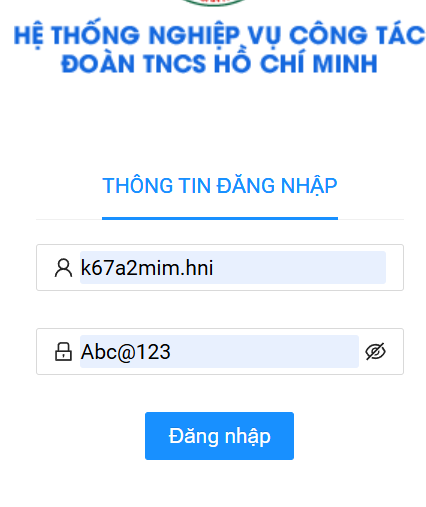 HỆ THỐNG NGHIỆP VỤ CÔNG TÁC
ĐOÀN TNCS HỒ CHÍ MINH
THÔNG TIN ĐĂNG NHẬP
k67a2mim.hni
Abc@123
Đăng nhập